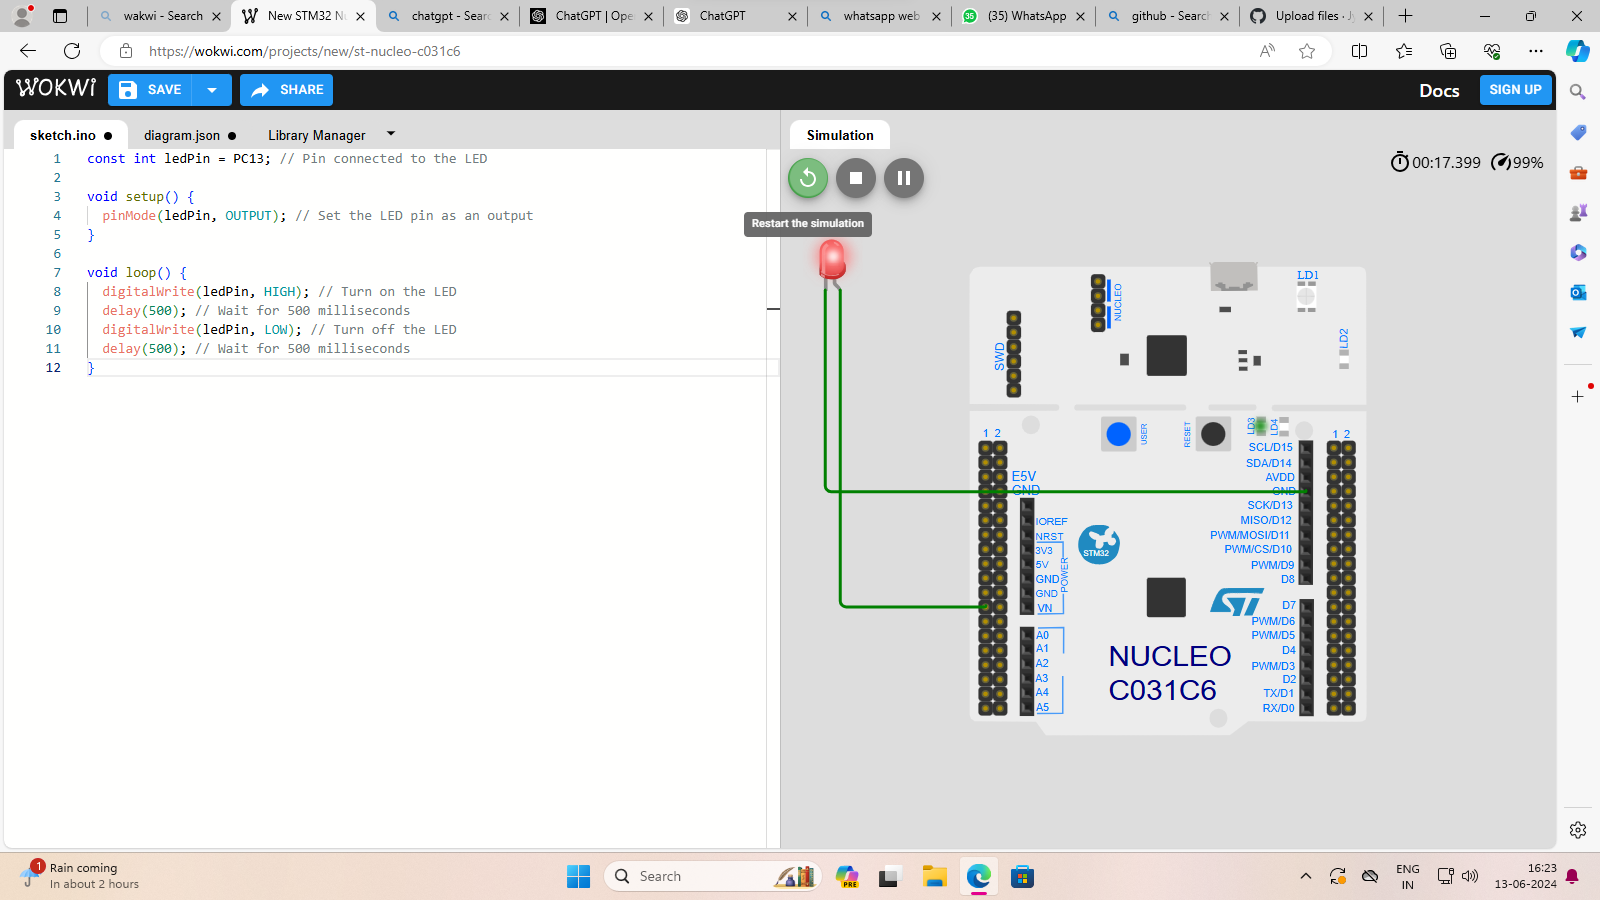 wakwi - Search
New STM32 Nu
chatgpt - Searc
ChatGPT | Ope
ChatGPT
whatsapp web
(35) WhatsApp
github - Search
Upload files · Jy
https://wokwi.com/projects/new/st-nucleo-c031c6
WOKWI
SAVE
SHARE
Docs
SIGN UP
sketch.ino
diagram.json
Library Manager
Simulation
1 const int ledPin = PC13; // Pin connected to the LED
2
3 void setup() {
4 pinMode(ledPin, OUTPUT); // Set the LED pin as an output
5 }
6
7 void loop() {
8 digitalWrite(ledPin, HIGH); // Turn on the LED
9 delay(500); // Wait for 500 milliseconds
10 digitalWrite(ledPin, LOW); // Turn off the LED
11 delay(500); // Wait for 500 milliseconds
12 }
00:17.399
99%
Restart the simulation
LD1
NUCLEO
SWD
LD2
USER
RESET
LD3
LD4
1 2
1 2
E5V
GND
IOREF
NRST
3V3
5V
GND
GND
VN
POWER
A0
A1
A2
A3
A4
A5
STM32
ST
NUCLEO
C031C6
SCL/D15
SDA/D14
AVDD
GND
SCK/D13
MISO/D12
PWM/MOSI/D11
PWM/CS/D10
PWM/D9
D8
D7
PWM/D6
PWM/D5
D4
PWM/D3
D2
TX/D1
RX/D0
1
Rain coming
In about 2 hours
Search
PRE
ENG
IN
16:23
13-06-2024